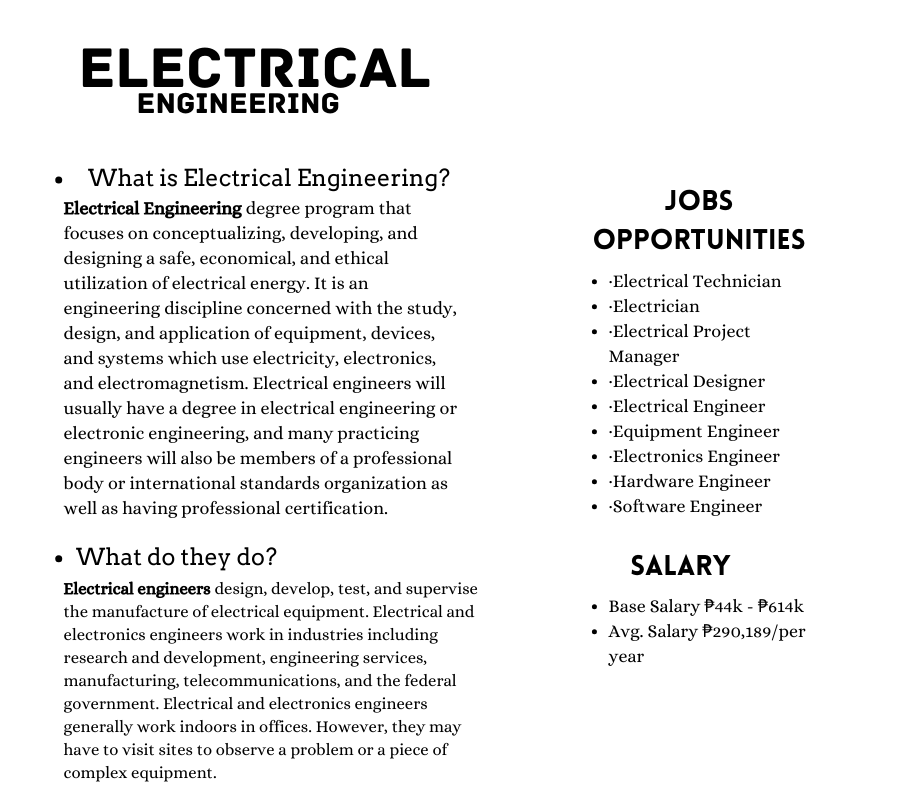 ELECTRICAL
ENGINEERING
• What is Electrical Engineering?
Electrical Engineering degree program that
focuses on conceptualizing, developing, and
designing a safe, economical, and ethical
utilization of electrical energy. It is an
engineering discipline concerned with the study,
design, and application of equipment, devices,
and systems which use electricity, electronics,
and electromagnetism. Electrical engineers will
usually have a degree in electrical engineering or
electronic engineering, and many practicing
engineers will also be members of a professional
body or international standards organization as
well as having professional certification.
• What do they do?
Electrical engineers design, develop, test, and supervise
the manufacture of electrical equipment. Electrical and
electronics engineers work in industries including
research and development, engineering services,
manufacturing, telecommunications, and the federal
government. Electrical and electronics engineers
generally work indoors in offices. However, they may
have to visit sites to observe a problem or a piece of
complex equipment.
JOBS
OPPORTUNITIES
• ·Electrical Technician
• ·Electrician
• ·Electrical Project
Manager
• ·Electrical Designer
• ·Electrical Engineer
• ·Equipment Engineer
• ·Electronics Engineer
• ·Hardware Engineer
• ·Software Engineer
SALARY
• Base Salary ₱44k - ₱614k
• Avg. Salary ₱290,189/per
year